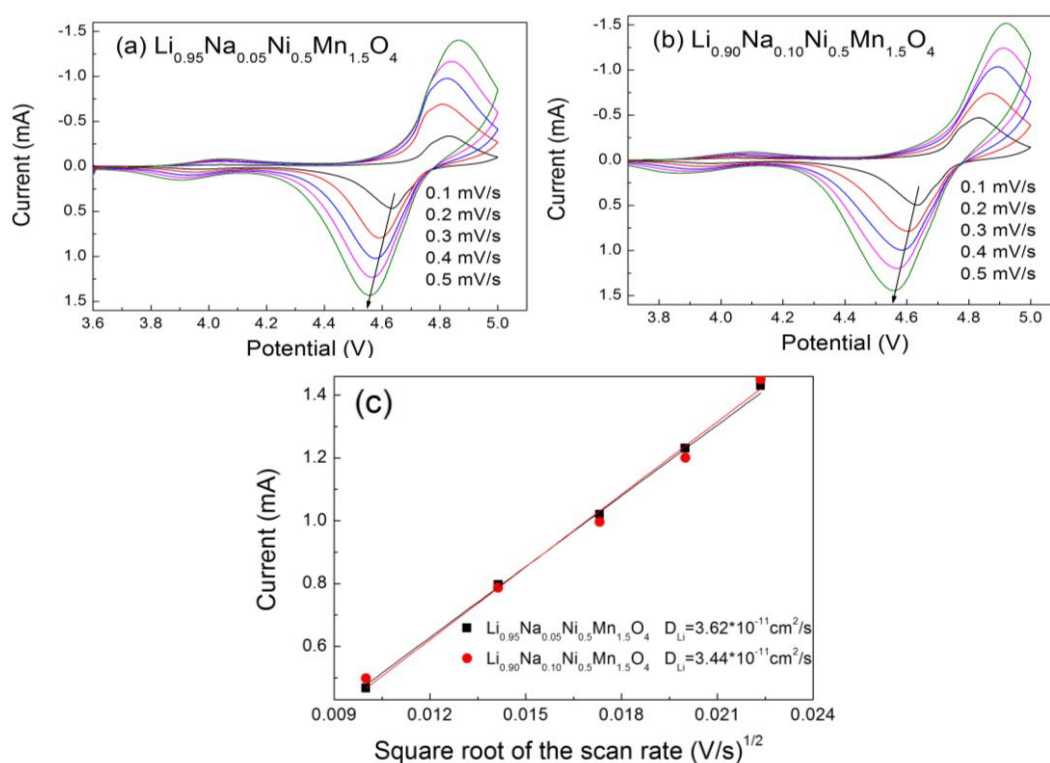 (a) Li0.95Na0.05Ni0.5Mn1.5O4
-1.5
-1.0
-0.5
0.0
0.5
1.0
1.5
Current (mA)
0.1 mV/s
0.2 mV/s
0.3 mV/s
0.4 mV/s
0.5 mV/s
3.6 3.8 4.0 4.2 4.4 4.6 4.8 5.0
Potential (V)
(b) Li0.90Na0.10Ni0.5Mn1.5O4
-1.5
-1.0
-0.5
0.0
0.5
1.0
1.5
Current (mA)
0.1 mV/s
0.2 mV/s
0.3 mV/s
0.4 mV/s
0.5 mV/s
3.8 4.0 4.2 4.4 4.6 4.8 5.0
Potential (V)
(c)
1.4
1.2
1.0
0.8
0.6
Current (mA)
Li0.95Na0.05Ni0.5Mn1.5O4 DLi=3.62*10-11cm2/s
Li0.90Na0.10Ni0.5Mn1.5O4 DLi=3.44*10-11cm2/s
0.009 0.012 0.015 0.018 0.021 0.024
Square root of the scan rate (V/s)1/2